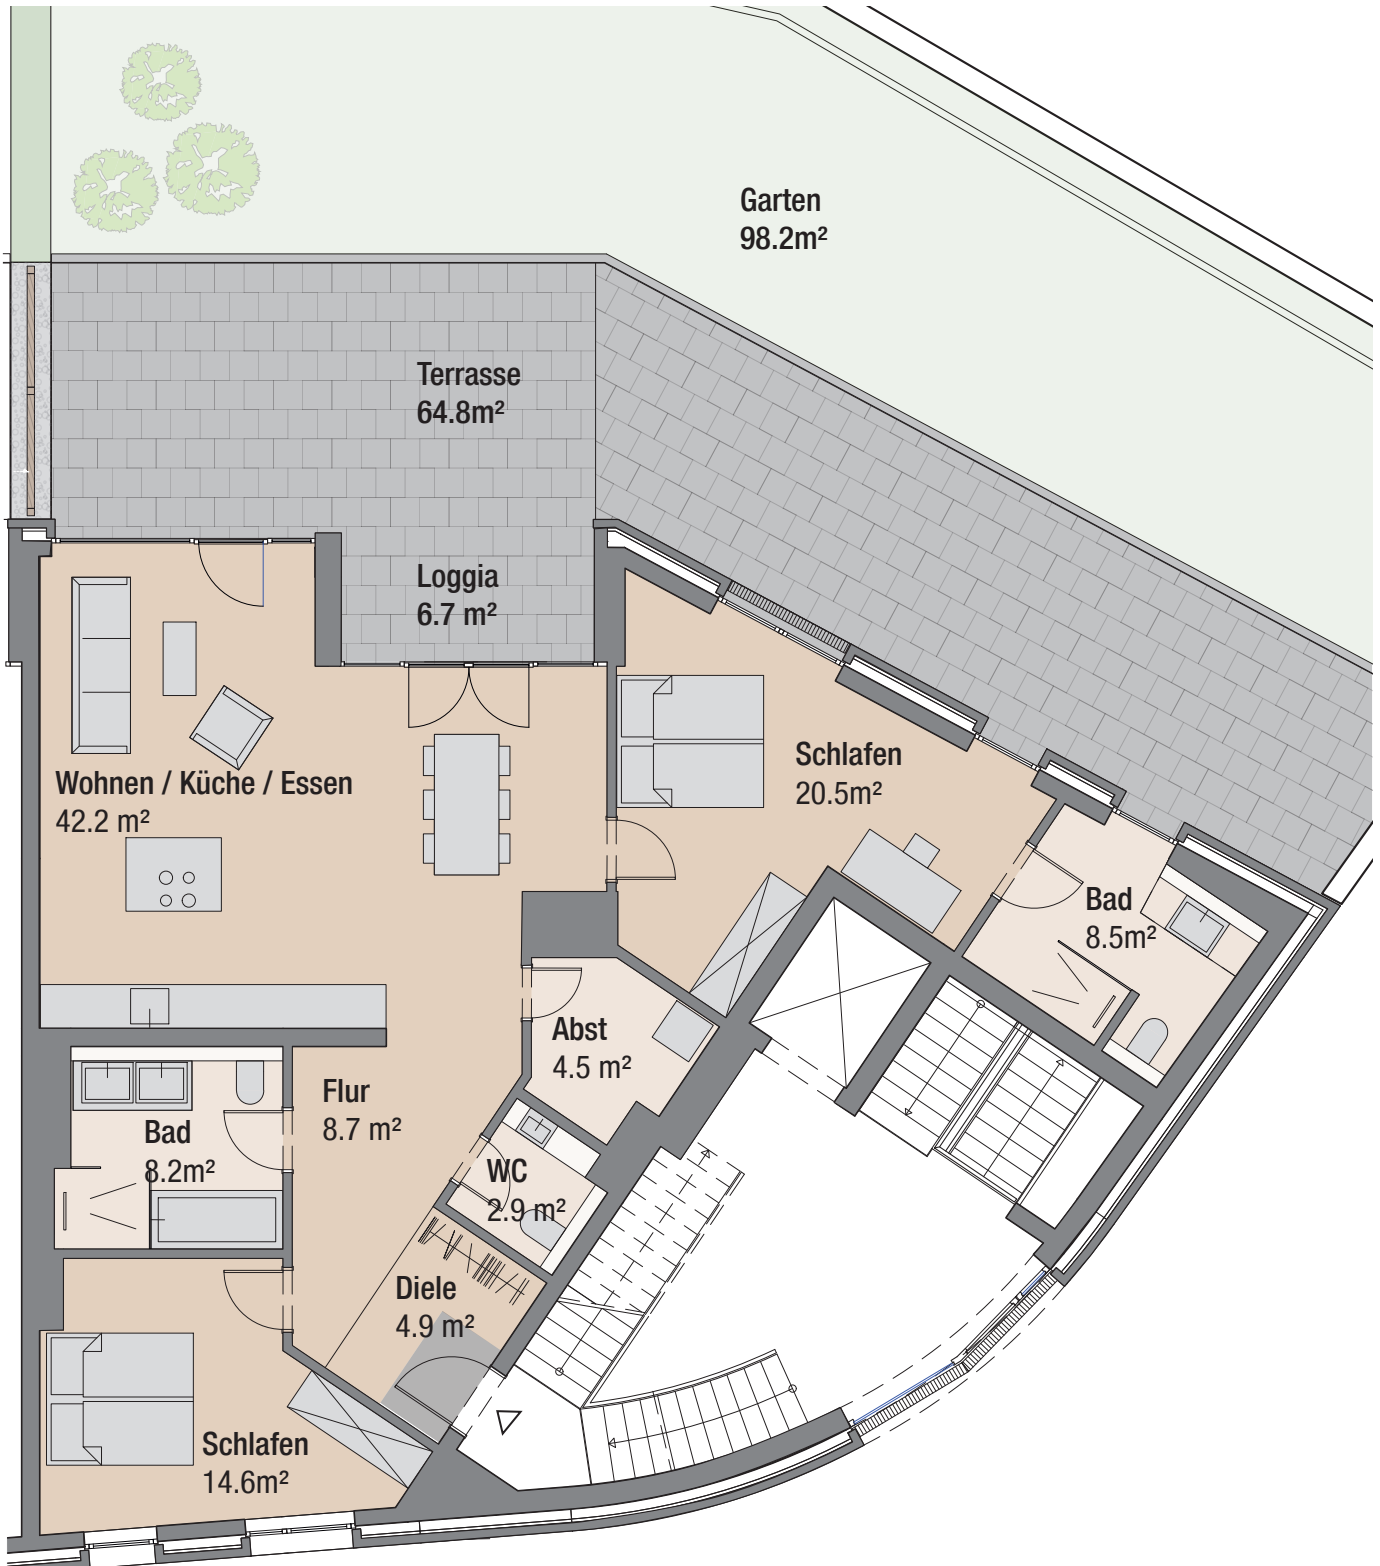 Garten
98.2m²
Terrasse
64.8m²
Loggia
6.7 m²
Wohnen / Küche / Essen
42.2 m²
Schlafen
20.5m²
Bad
8.5m²
Abst
4.5 m²
Flur
8.7 m²
Bad
8.2m²
WC
2.9 m²
Diele
4.9 m²
Schlafen
14.6m²